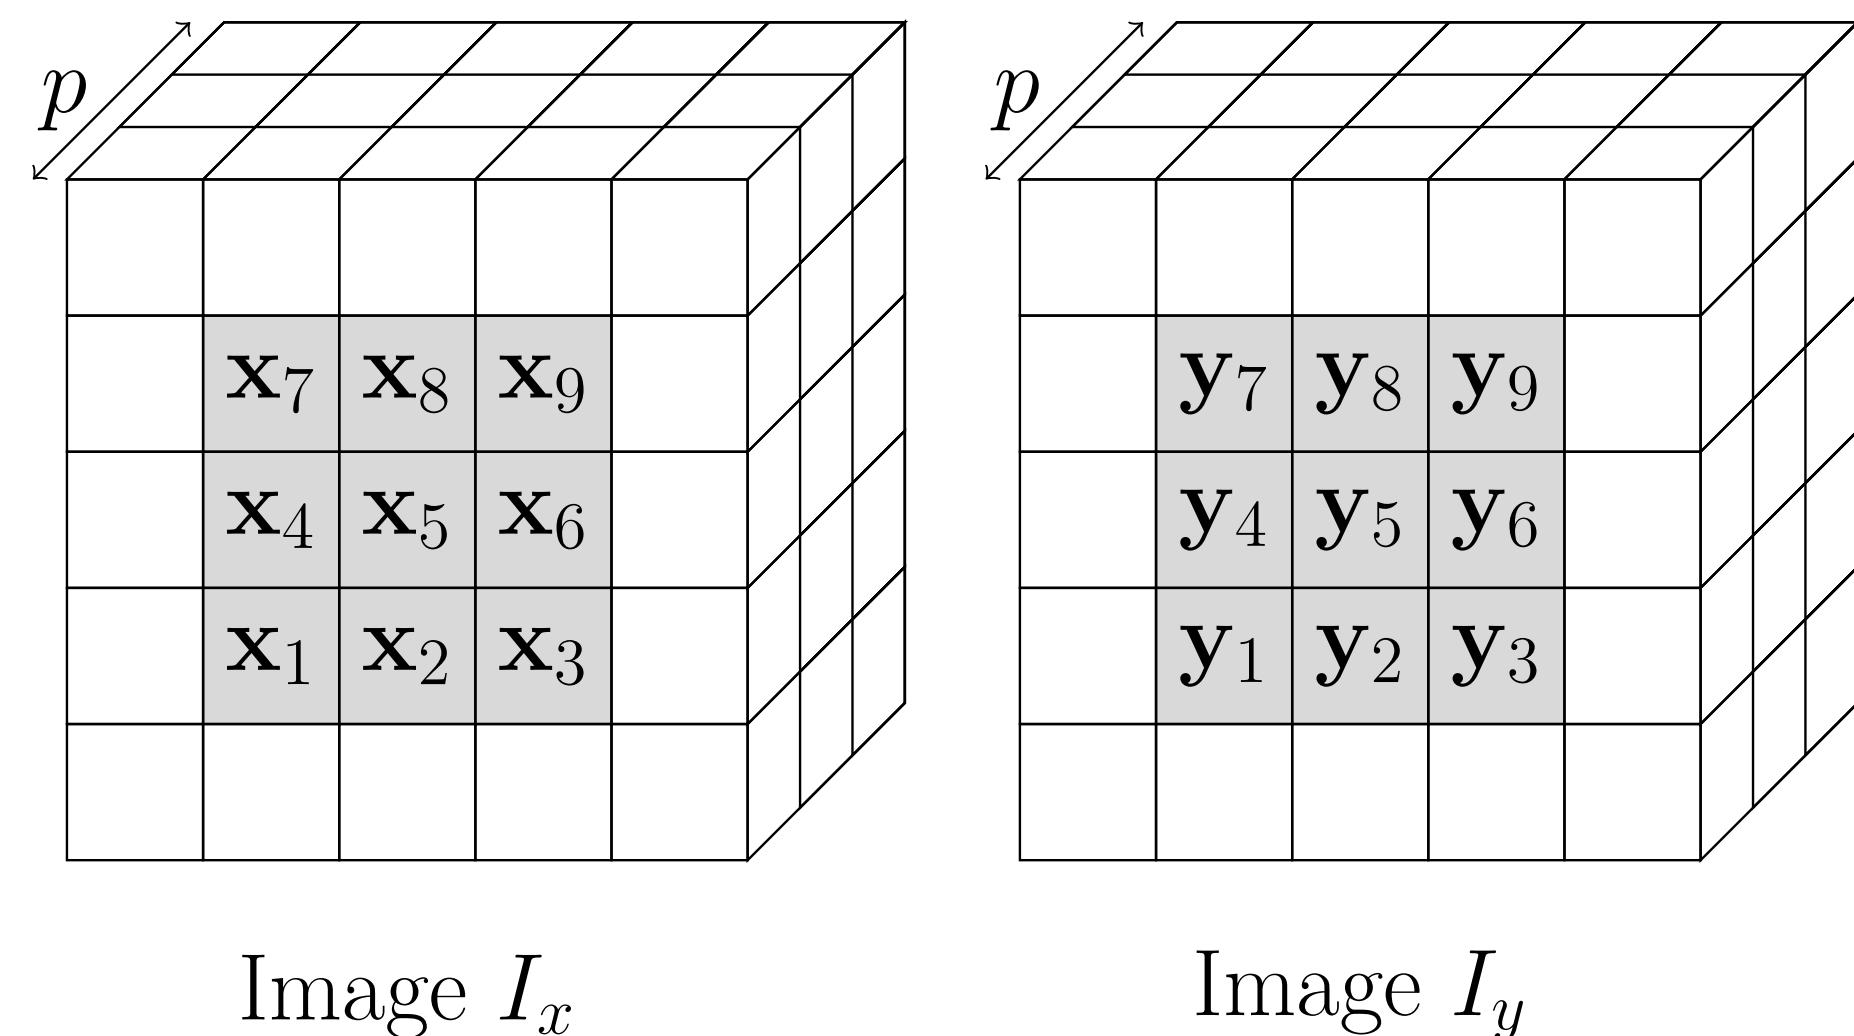 p p
x₇ x₈ x₉ y₇ y₈ y₉
x₄ x₅ x₆ y₄ y₅ y₆
x₁ x₂ x₃ y₁ y₂ y₃
Image Iₓ Image I_y